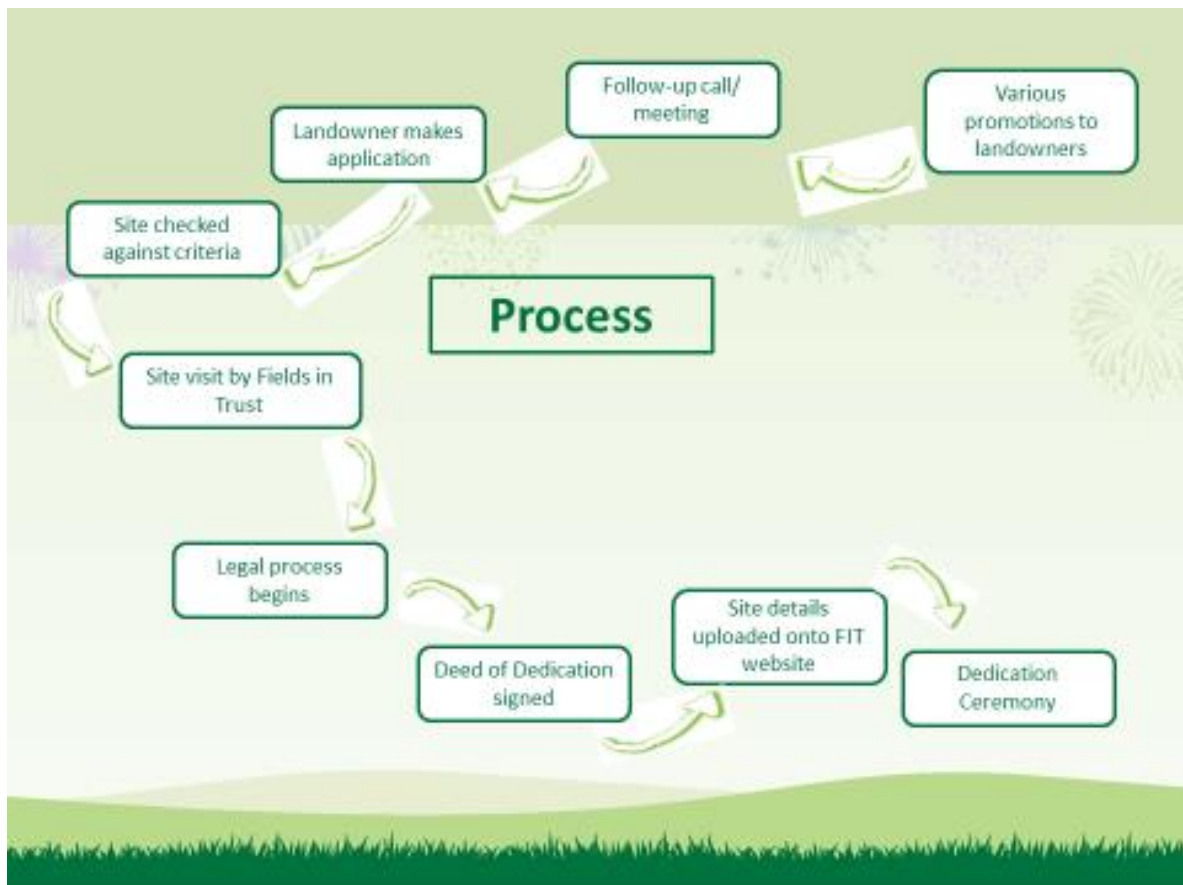 Various
promotions to
landowners
Follow-up call/
meeting
Landowner makes
application
Site checked
against criteria
Process
Site visit by Fields in
Trust
Legal process
begins
Deed of Dedication
signed
Site details
uploaded onto FIT
website
Dedication
Ceremony